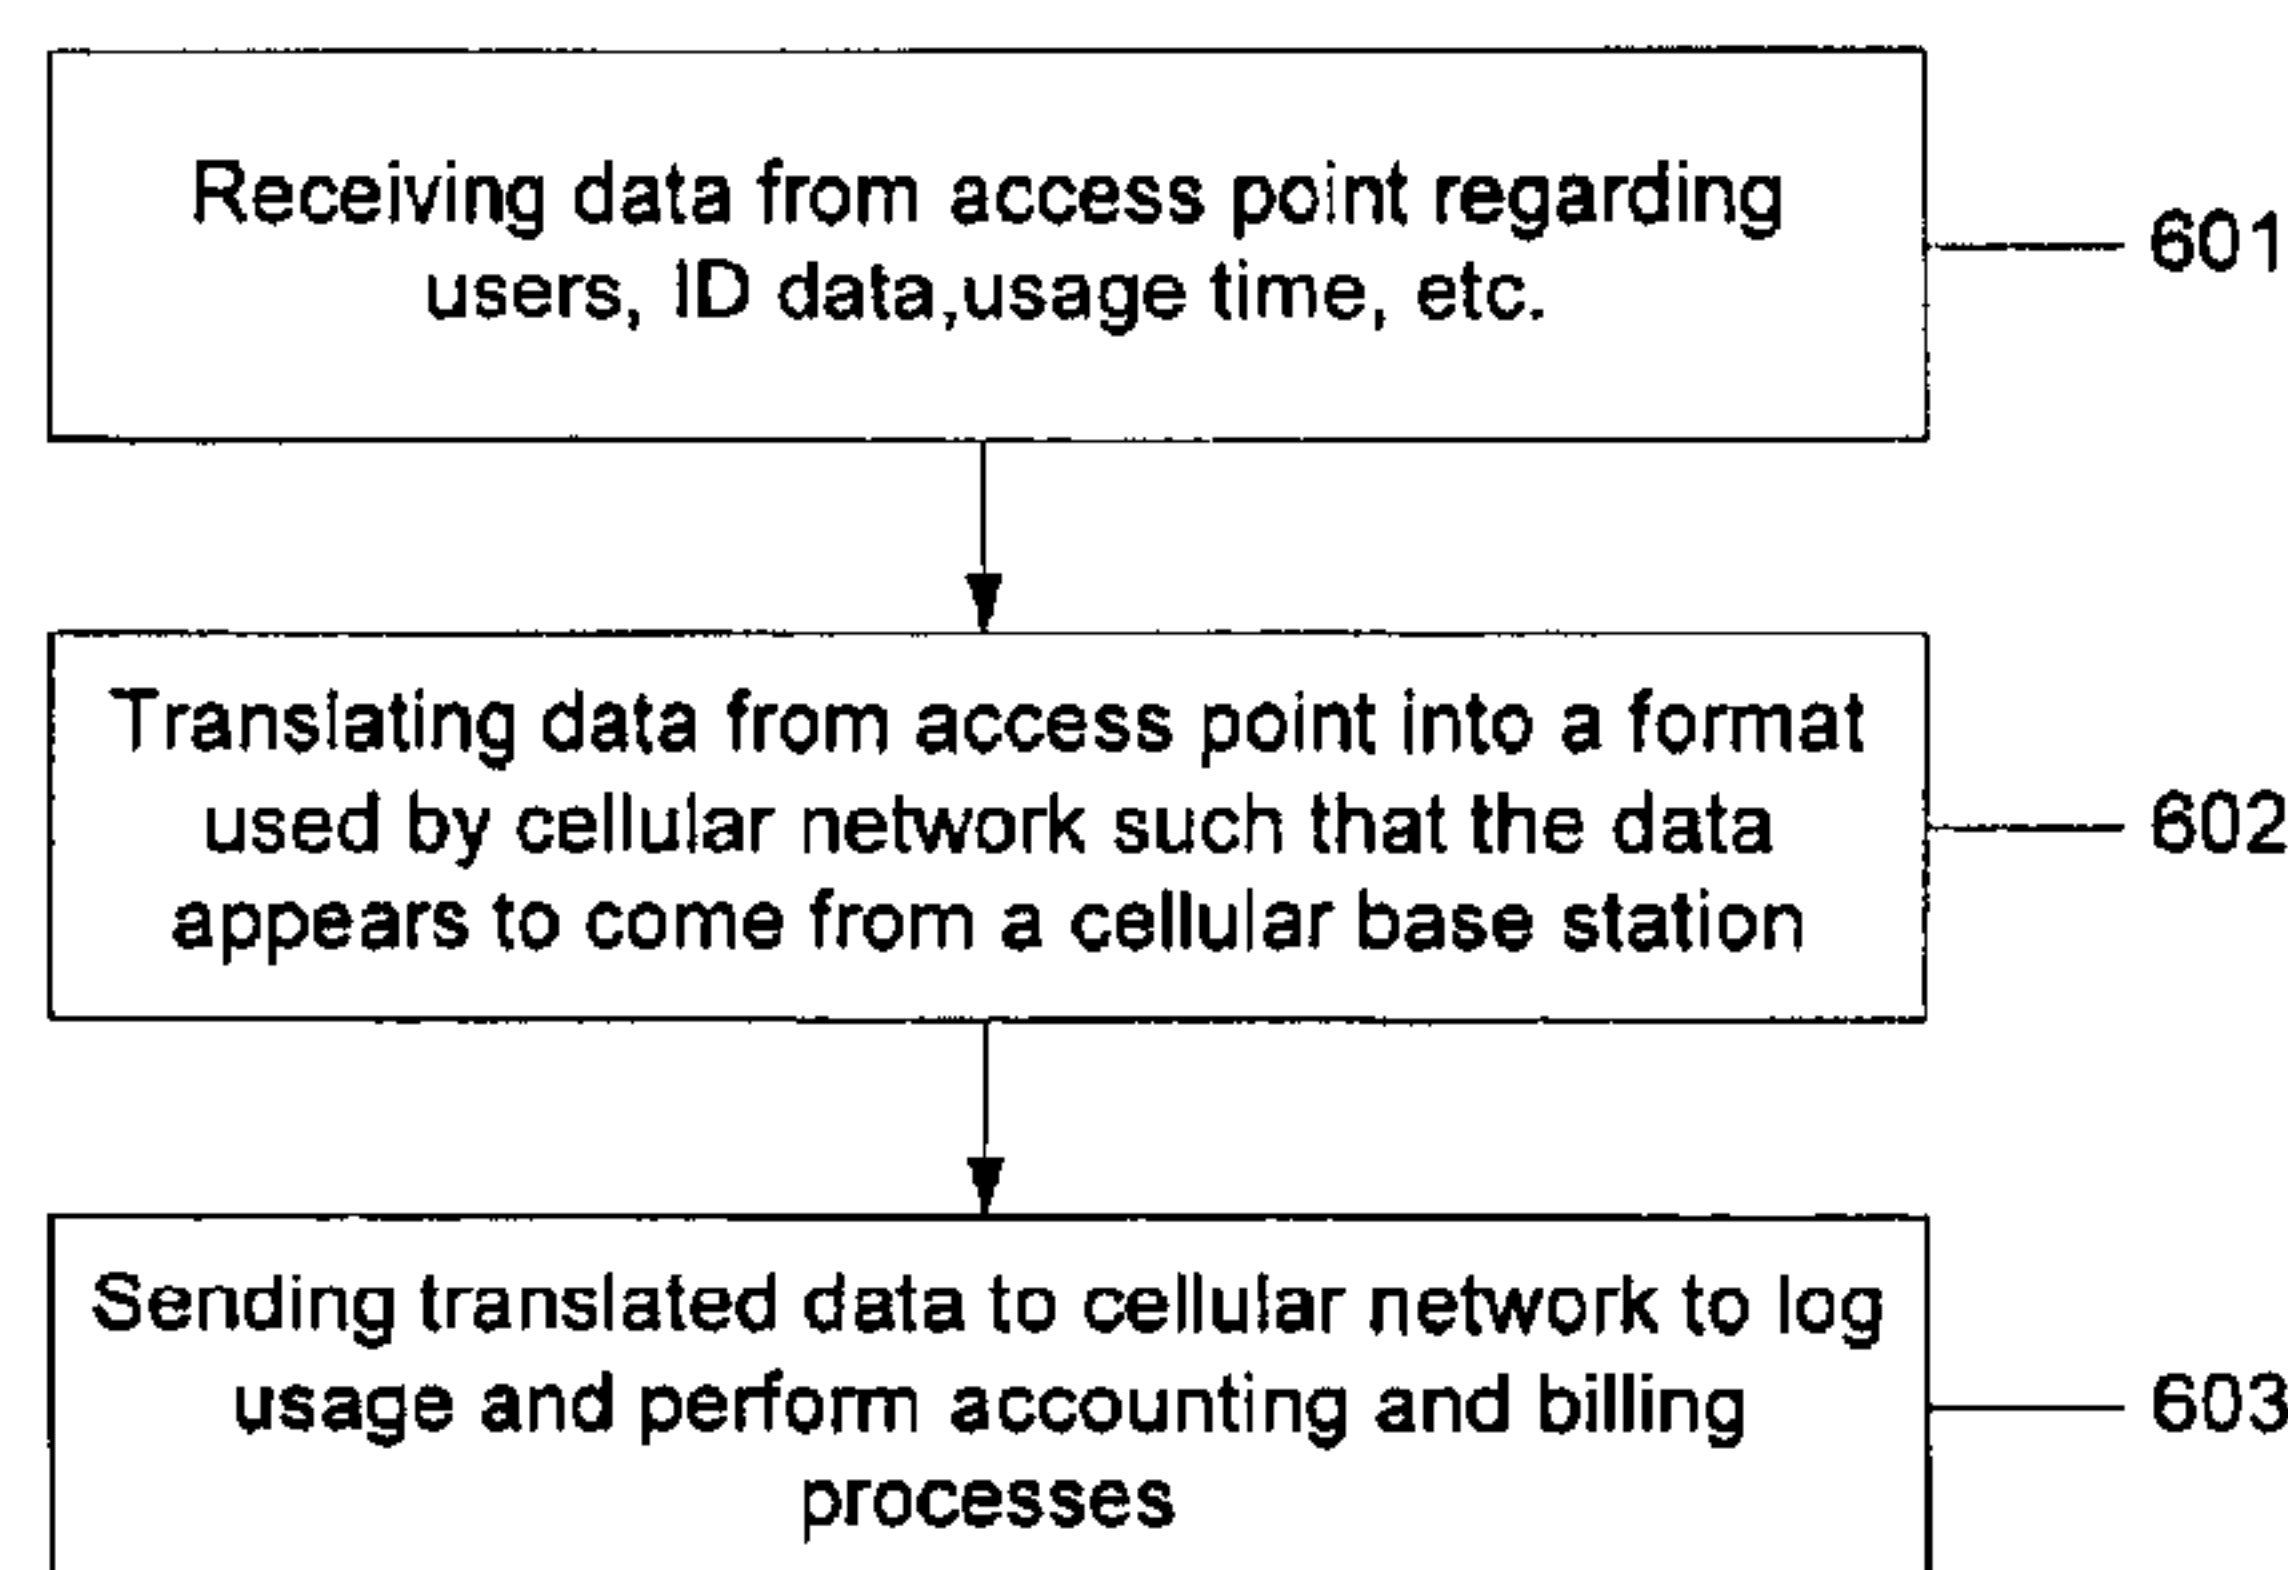 Receiving data from access point regarding
users, ID data,usage time, etc.
601
Translating data from access point into a format
used by cellular network such that the data
appears to come from a cellular base station
602
Sending translated data to cellular network to log
usage and perform accounting and billing
processes
603